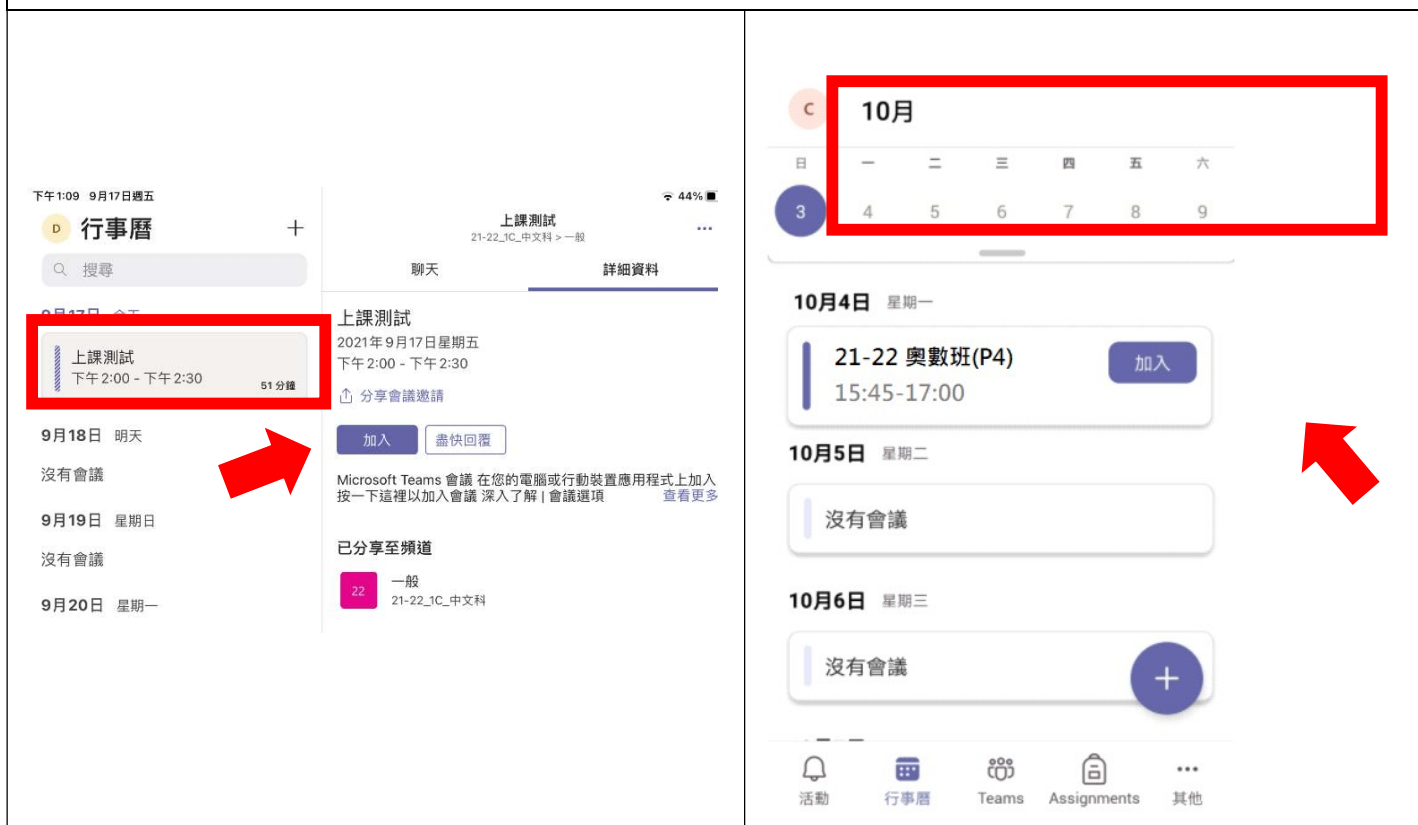 下午1:09 9月17日週五
44%
D 行事曆 +
搜尋
9月17日 今天
上課測試
下午2:00 - 下午2:30
51 分鐘
9月18日 明天
沒有會議
9月19日 星期日
沒有會議
9月20日 星期一
上課測試
21-22_1C_中文科 > 一般
聊天 詳細資料
上課測試
2021年9月17日星期五
下午2:00 - 下午2:30
分享會議邀請
加入 盡快回覆
Microsoft Teams 會議 在您的電腦或行動裝置應用程式上加入
按一下這裡以加入會議 深入了解 | 會議選項 查看更多
已分享至頻道
22 一般
21-22_1C_中文科
C 10月
日 一 二 三 四 五 六
3 4 5 6 7 8 9
10月4日 星期一
21-22 奧數班(P4) 加入
15:45-17:00
10月5日 星期二
沒有會議
10月6日 星期三
沒有會議
+
活動 行事曆 Teams Assignments 其他